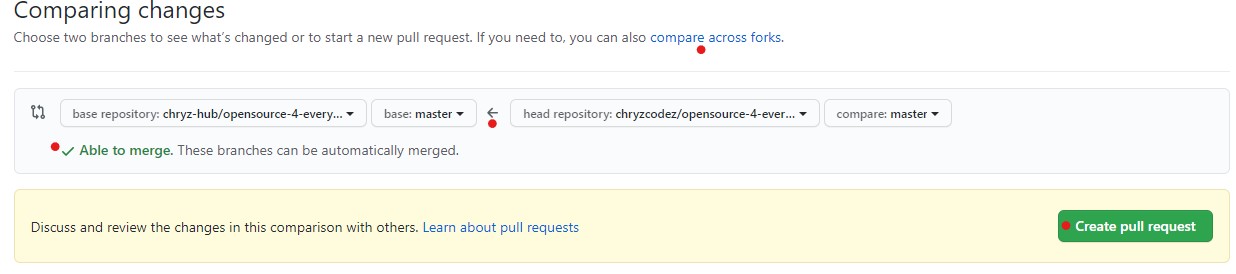 Comparing changes
Choose two branches to see what's changed or to start a new pull request. If you need to, you can also compare across forks.
base repository: chryz-hub/opensource-4-every... base: master head repository: chryzcodez/opensource-4-ever... compare: master
Able to merge. These branches can be automatically merged.
Discuss and review the changes in this comparison with others. Learn about pull requests Create pull request